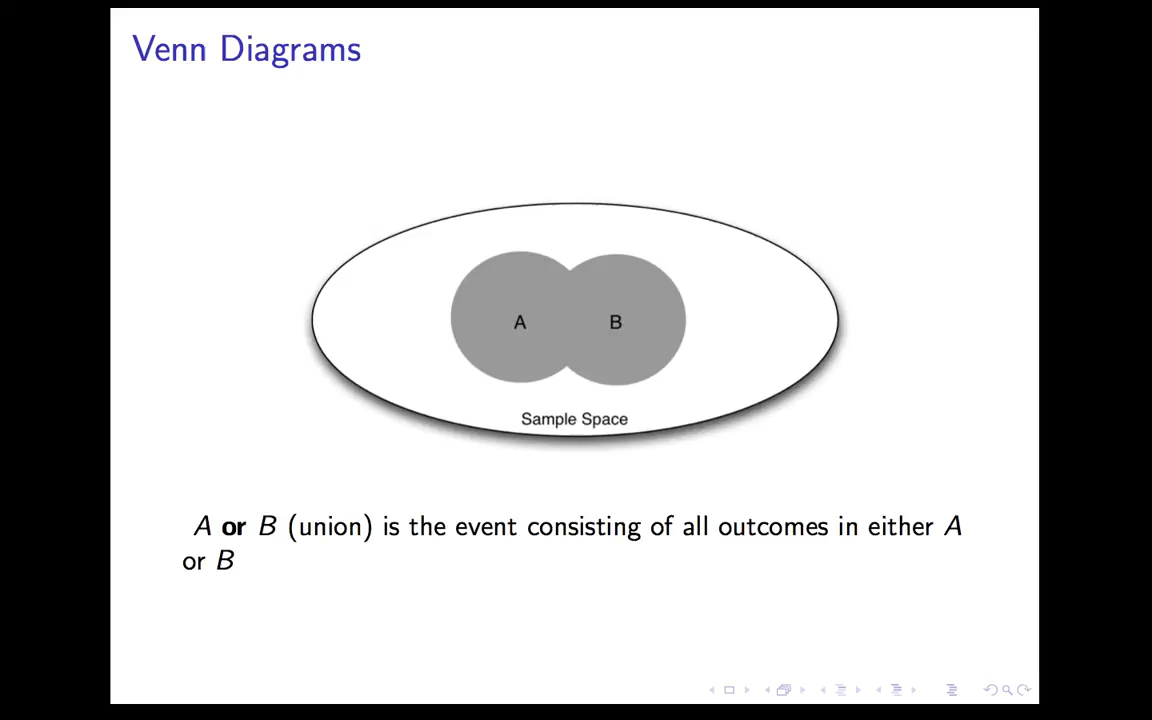 Venn Diagrams
A B
Sample Space
A or B (union) is the event consisting of all outcomes in either A
or B